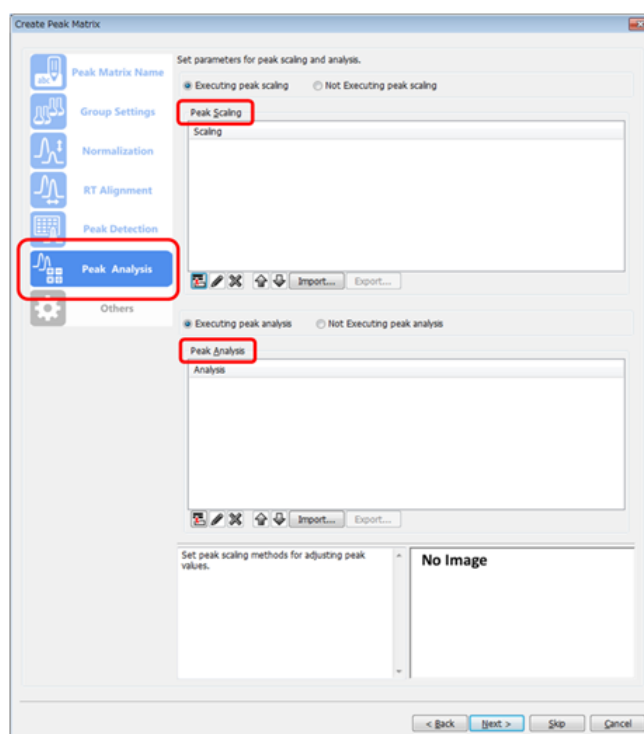 Create Peak Matrix
abc
Peak Matrix Name
Group Settings
Normalization
RT Alignment
Peak Detection
Peak Analysis
Others
Set parameters for peak scaling and analysis.
Executing peak scaling Not Executing peak scaling
Peak Scaling
Scaling
Import... Export...
Executing peak analysis Not Executing peak analysis
Peak Analysis
Analysis
Import... Export...
Set peak scaling methods for adjusting peak
values.
No Image
< Back Next > Skip Cancel